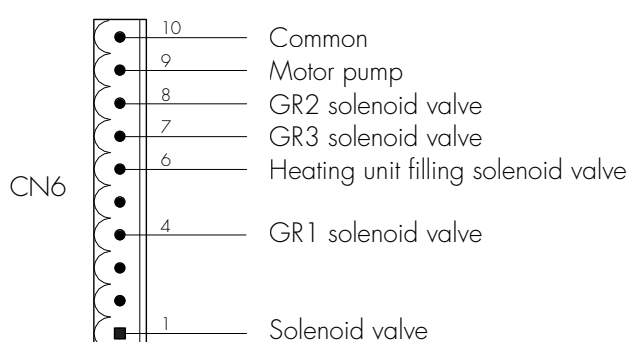 10 Common
9 Motor pump
8 GR2 solenoid valve
7 GR3 solenoid valve
6 Heating unit filling solenoid valve
CN6
4 GR1 solenoid valve
1 Solenoid valve